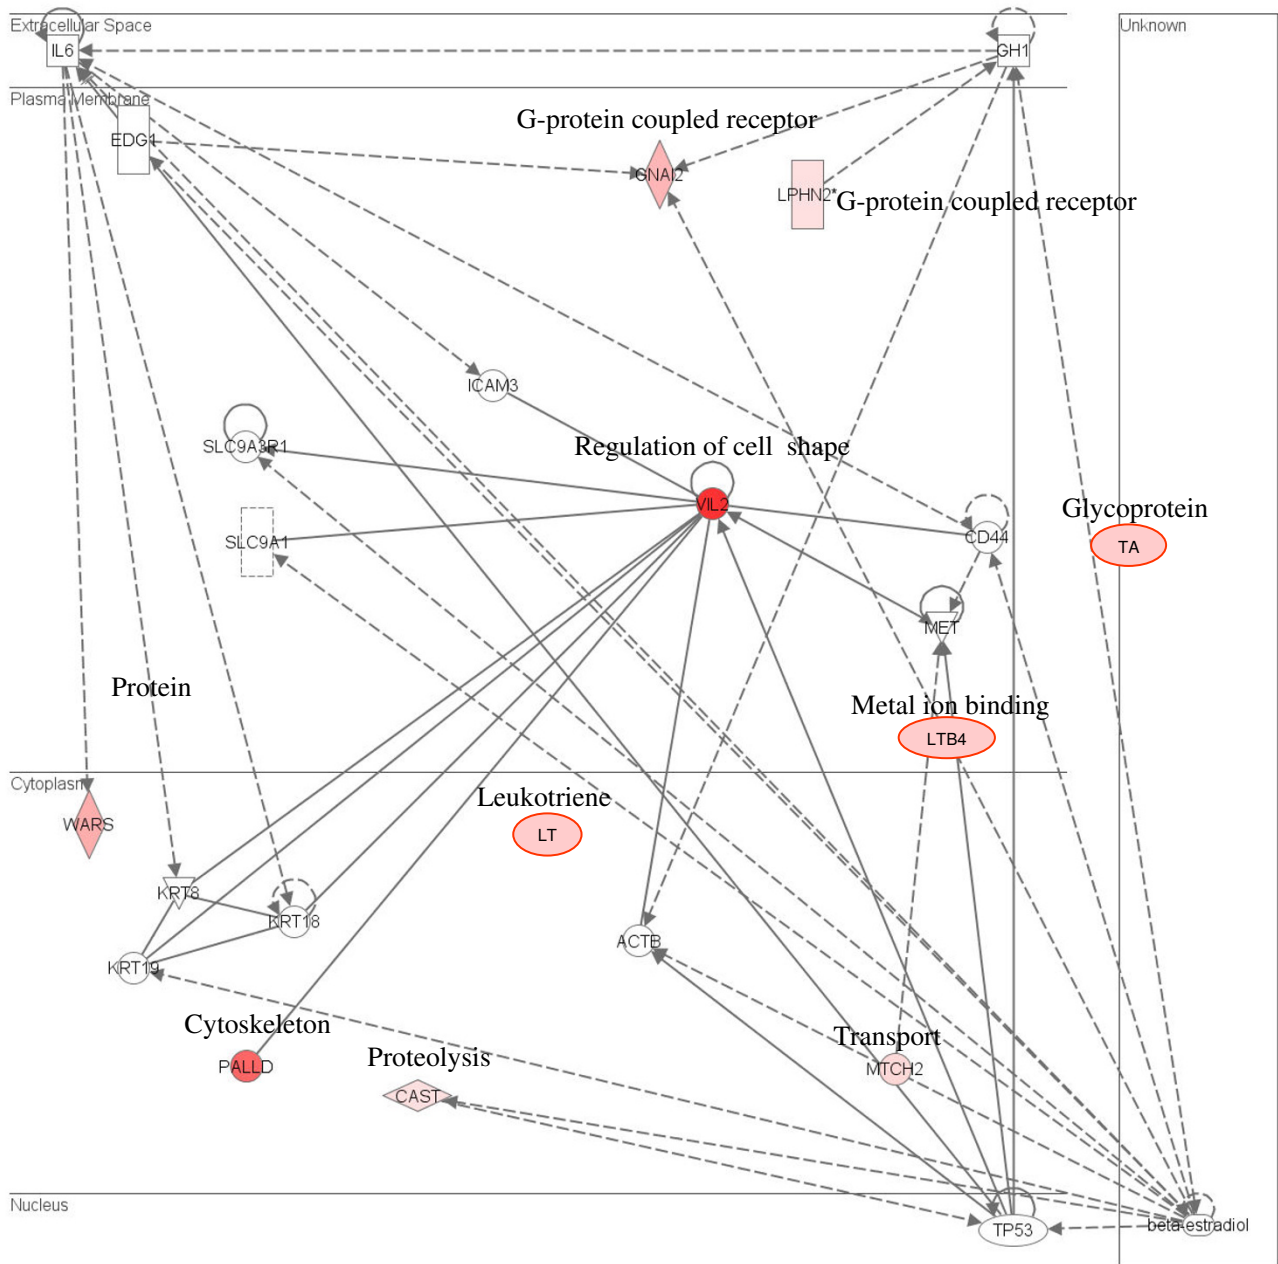 Extracellular Space
Unknown
IL6
GH1
Plasma Membrane
G-protein coupled receptor
EDG1
GNAI2
LPHN2*
G-protein coupled receptor
ICAM3
SLC9A3R1
Regulation of cell shape
VIL2
Glycoprotein
SLC9A1
CD44
TA
MET
Protein
Metal ion binding
LTB4
Cytoplasm
Leukotriene
WARS
LT
KRT8
KRT18
ACTB
KRT19
Cytoskeleton
Transport
Proteolysis
PALLD
MTCH2
CAST
Nucleus
TP53
beta-estradiol